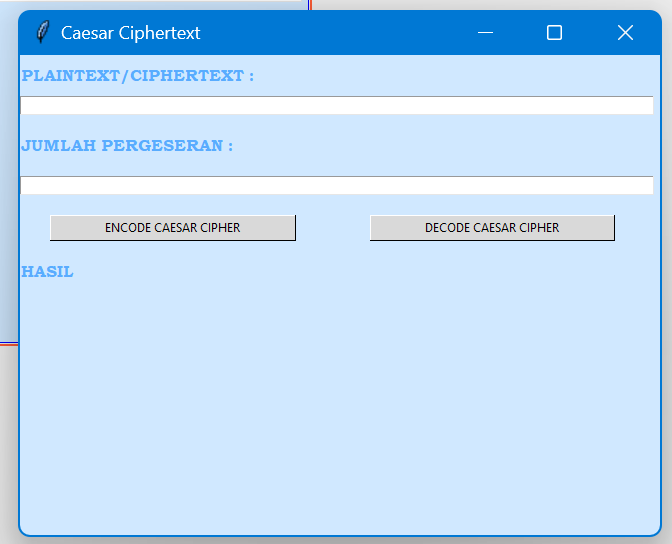 Caesar Ciphertext
PLAINTEXT/CIPHERTEXT :
JUMLAH PERGESERAN :
ENCODE CAESAR CIPHER DECODE CAESAR CIPHER
HASIL